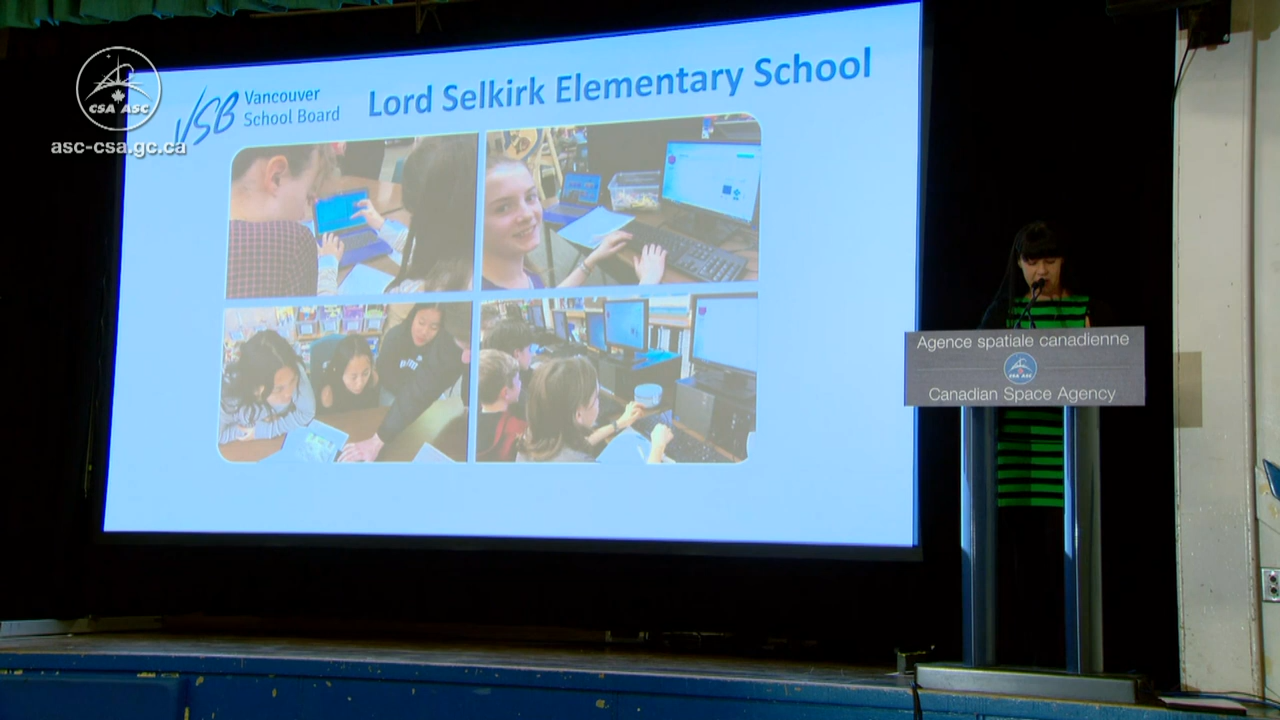 CSA ASC
asc-csa.gc.ca
VSB
Vancouver
School Board
Lord Selkirk Elementary School
Agence spatiale canadienne
CSA ASC
Canadian Space Agency